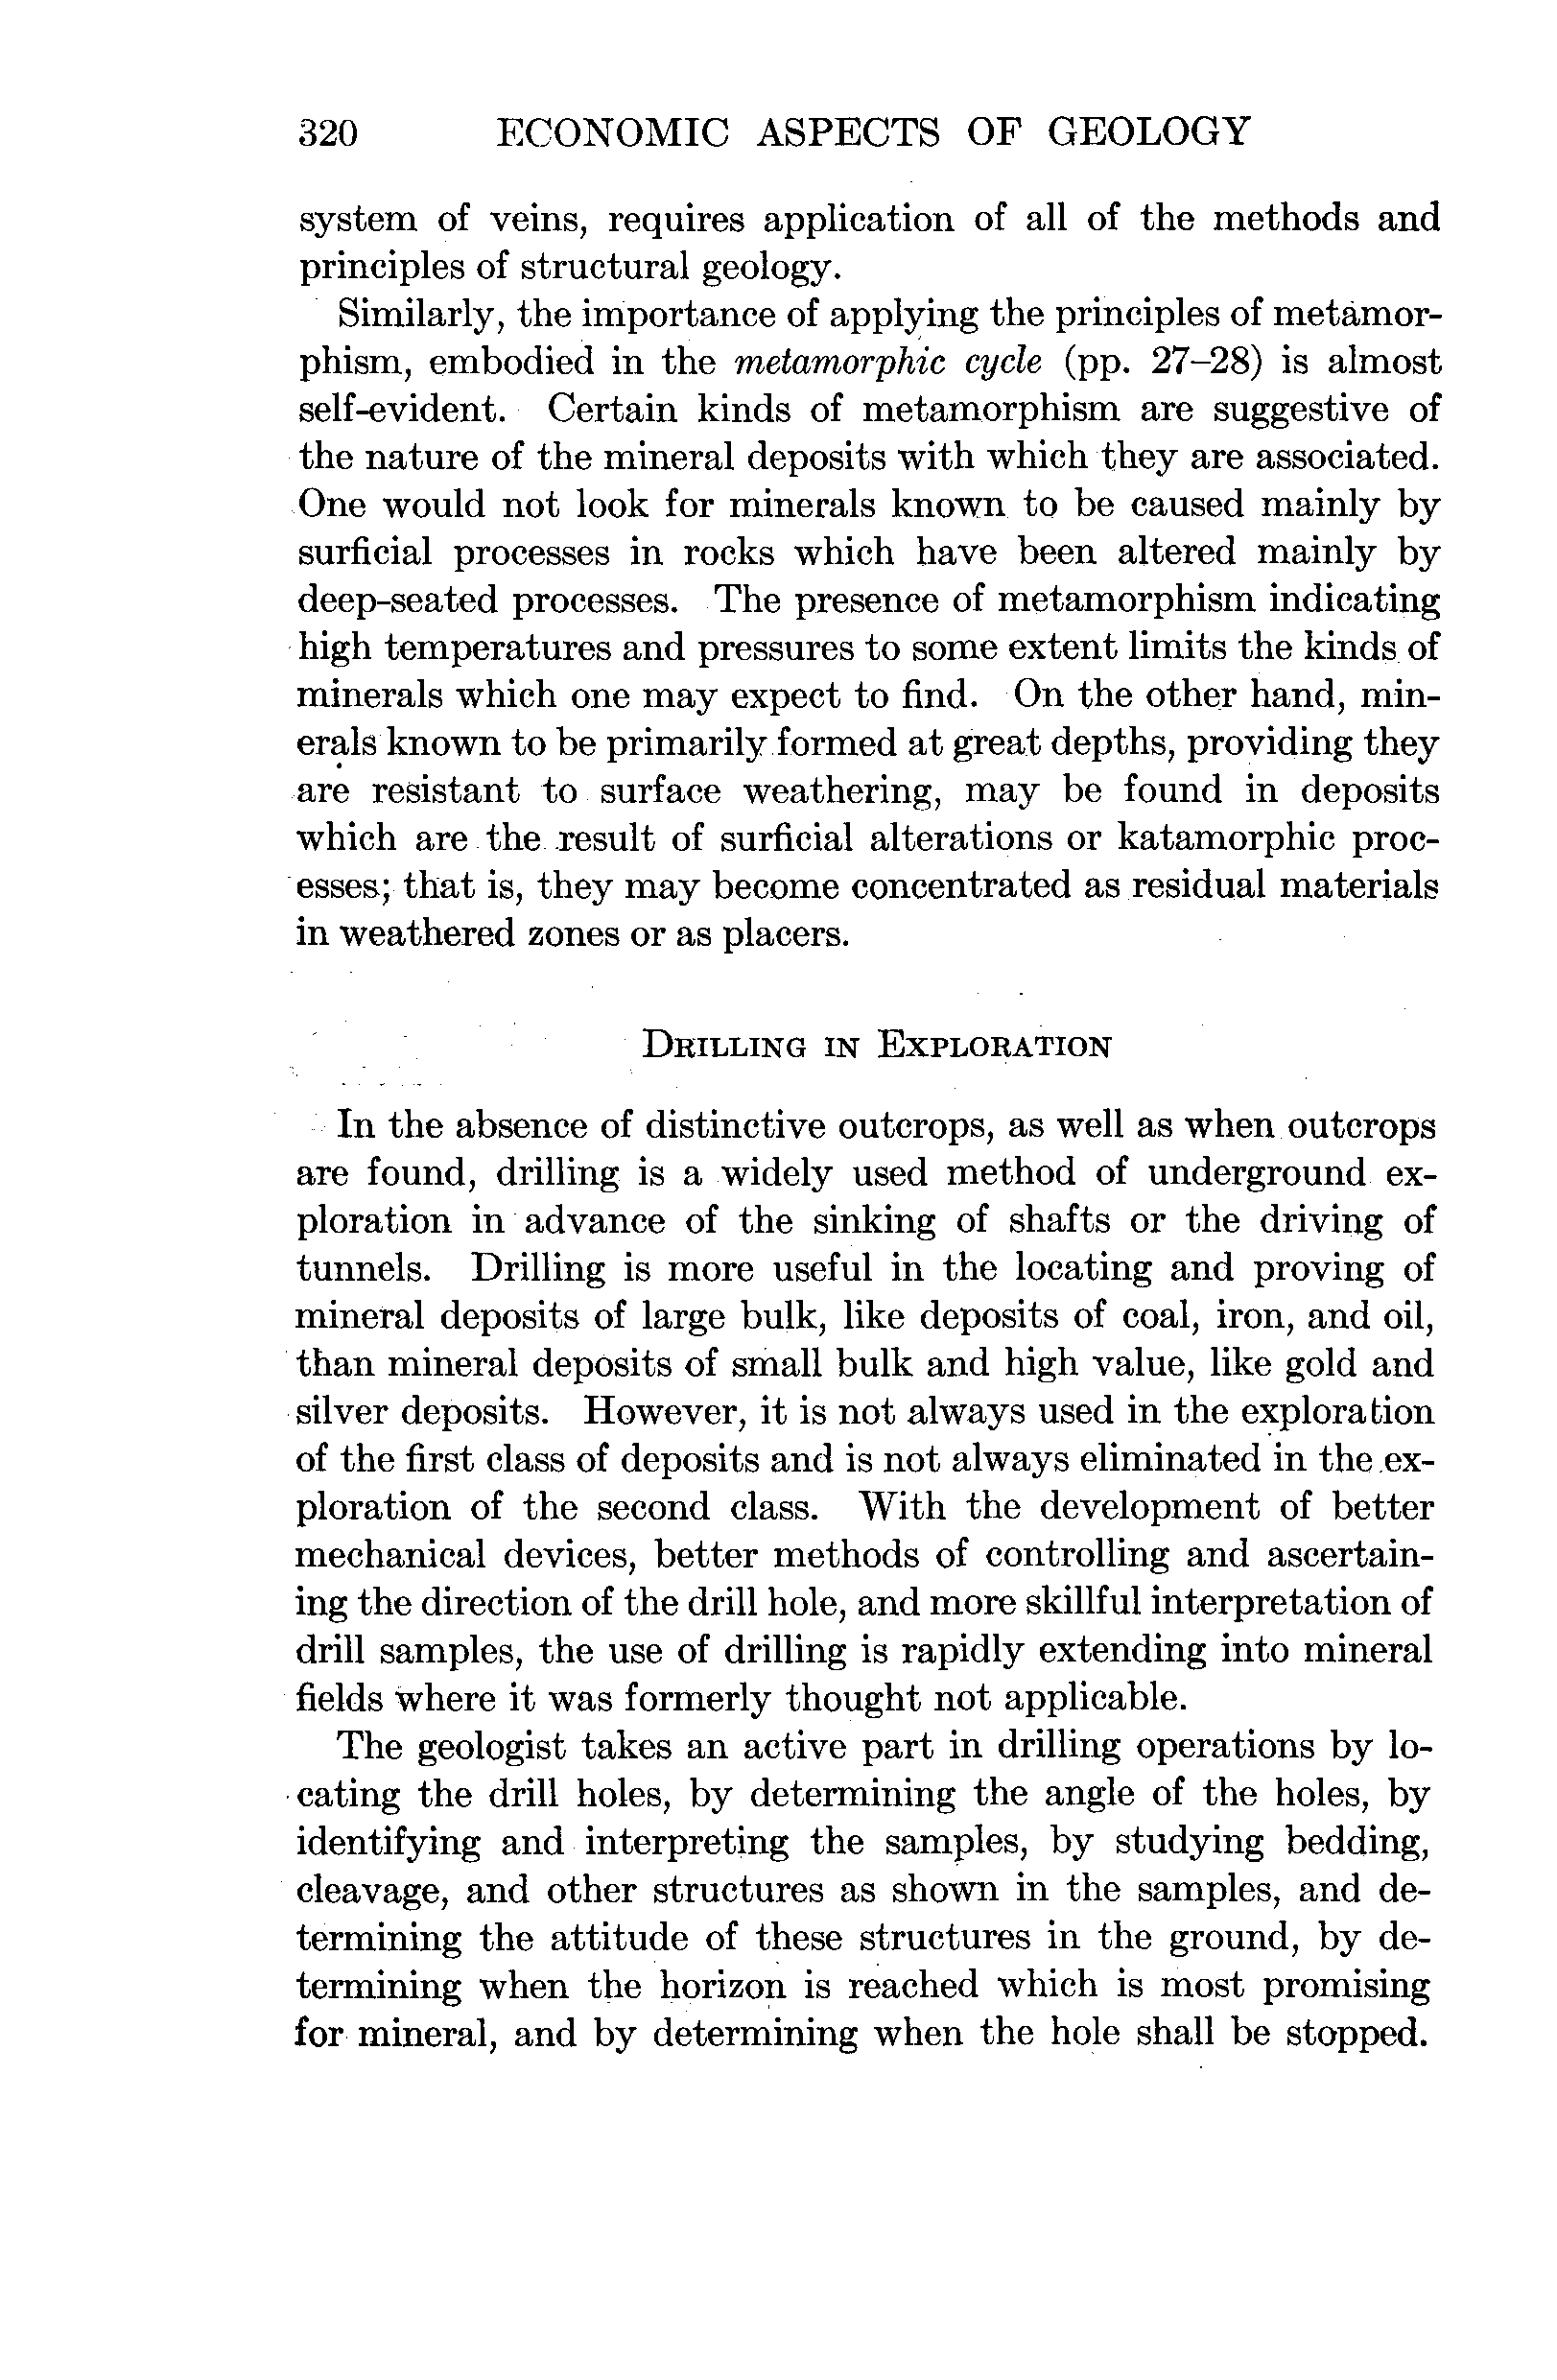 320 ECONOMIC ASPECTS OF GEOLOGY
system of veins, requires application of all of the methods and
principles of structural geology.
Similarly, the importance of applying the principles of metamor-
phism, embodied in the metamorphic cycle (pp. 27–28) is almost
self-evident. Certain kinds of metamorphism are suggestive of
the nature of the mineral deposits with which they are associated.
One would not look for minerals known to be caused mainly by
surficial processes in rocks which have been altered mainly by
deep-seated processes. The presence of metamorphism indicating
high temperatures and pressures to some extent limits the kinds of
minerals which one may expect to find. On the other hand, min-
erals known to be primarily formed at great depths, providing they
are resistant to surface weathering, may be found in deposits
which are the result of surficial alterations or katamorphic proc-
esses; that is, they may become concentrated as residual materials
in weathered zones or as placers.
DRILLING IN EXPLORATION
In the absence of distinctive outcrops, as well as when outcrops
are found, drilling is a widely used method of underground ex-
ploration in advance of the sinking of shafts or the driving of
tunnels. Drilling is more useful in the locating and proving of
mineral deposits of large bulk, like deposits of coal, iron, and oil,
than mineral deposits of small bulk and high value, like gold and
silver deposits. However, it is not always used in the exploration
of the first class of deposits and is not always eliminated in the ex-
ploration of the second class. With the development of better
mechanical devices, better methods of controlling and ascertain-
ing the direction of the drill hole, and more skillful interpretation of
drill samples, the use of drilling is rapidly extending into mineral
fields where it was formerly thought not applicable.
The geologist takes an active part in drilling operations by lo-
cating the drill holes, by determining the angle of the holes, by
identifying and interpreting the samples, by studying bedding,
cleavage, and other structures as shown in the samples, and de-
termining the attitude of these structures in the ground, by de-
termining when the horizon is reached which is most promising
for mineral, and by determining when the hole shall be stopped.